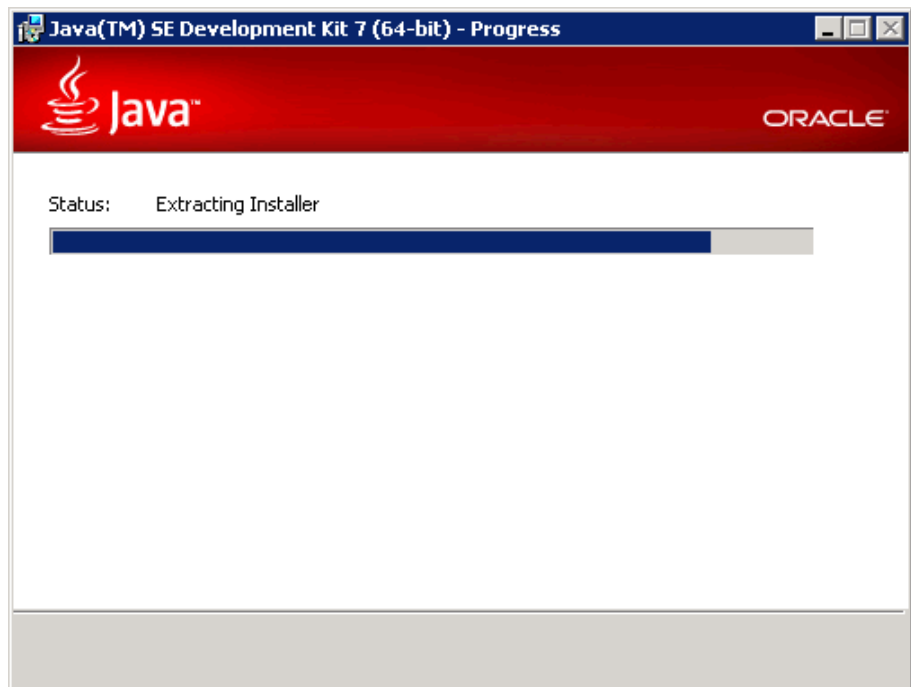 Java(TM) SE Development Kit 7 (64-bit) - Progress
Java™
ORACLE®
Status: Extracting Installer